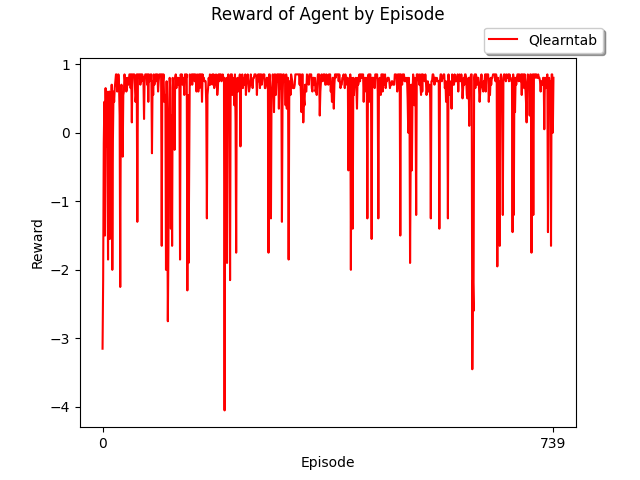 Reward of Agent by Episode
Qlearntab
1
0
−1
−2
−3
−4
Reward
0
739
Episode